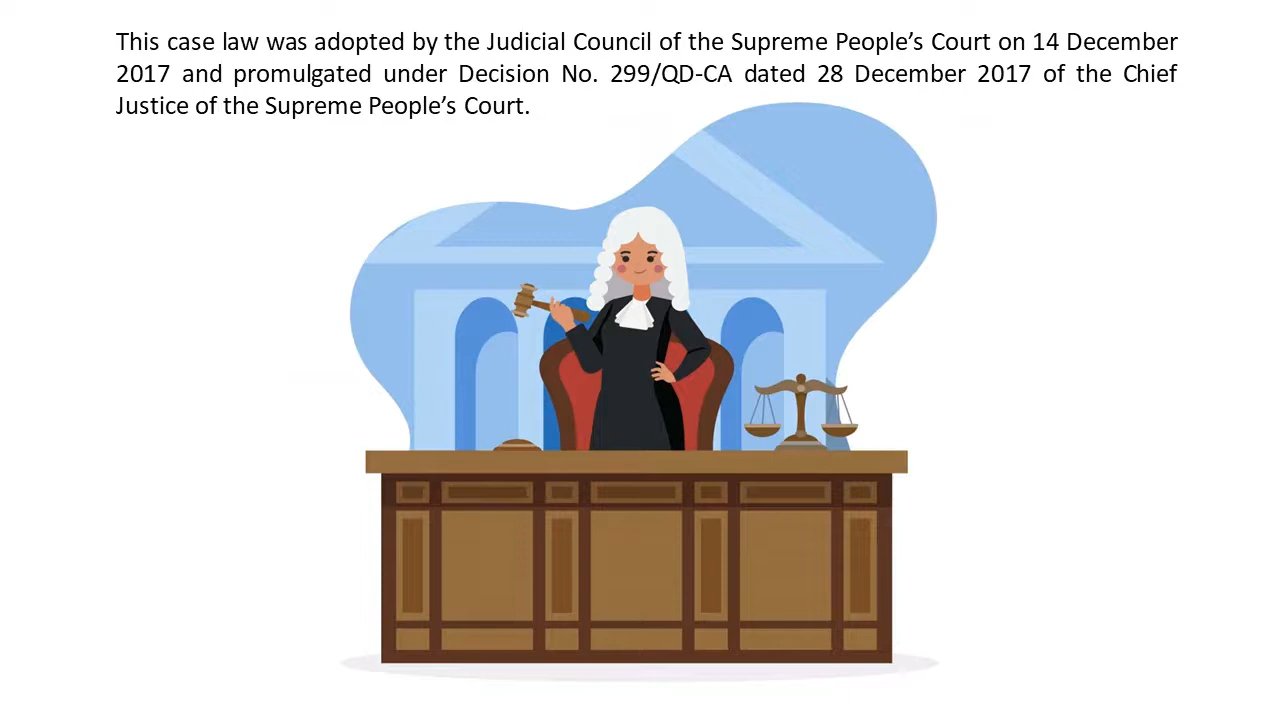 This case law was adopted by the Judicial Council of the Supreme People’s Court on 14 December
2017 and promulgated under Decision No. 299/QD-CA dated 28 December 2017 of the Chief
Justice of the Supreme People’s Court.